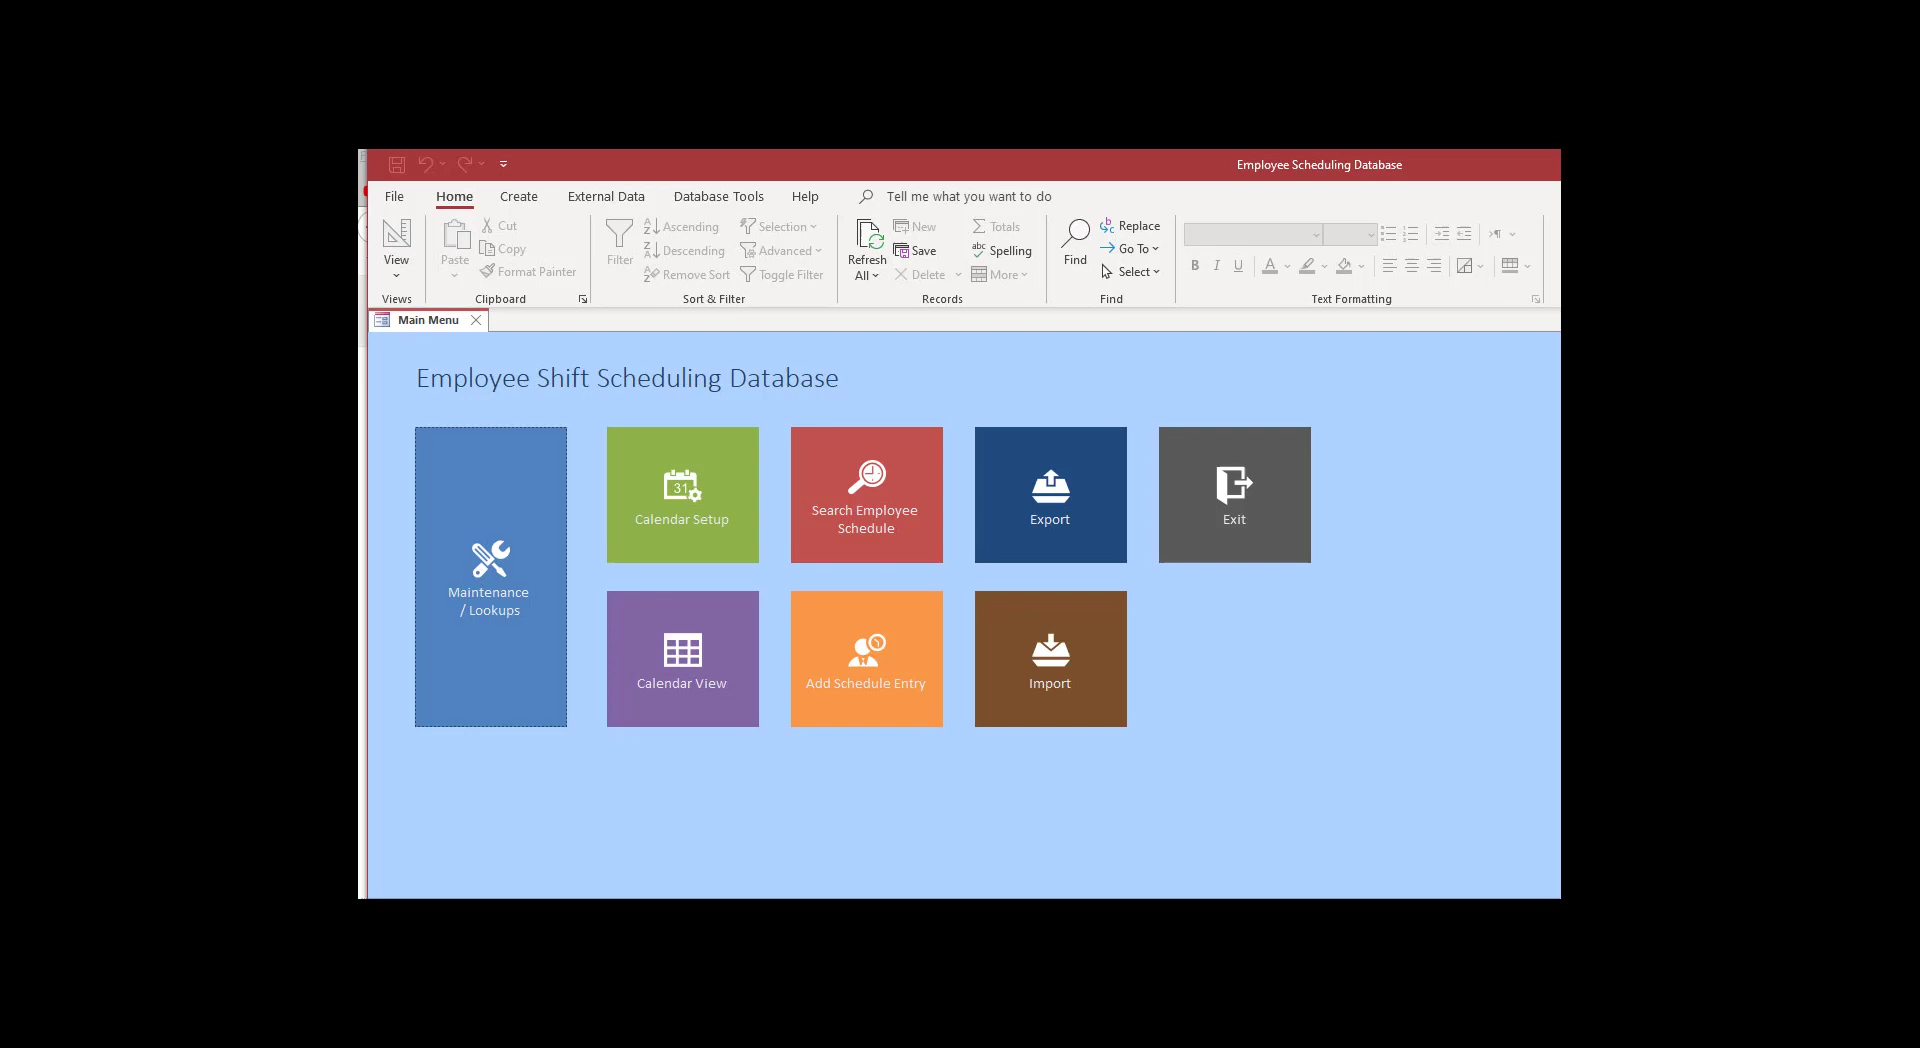 Employee Scheduling Database
File Home Create External Data Database Tools Help Tell me what you want to do
View
Views
Paste
Cut
Copy
Format Painter
Clipboard
Filter
Ascending
Descending
Remove Sort
Selection
Advanced
Toggle Filter
Sort & Filter
Refresh
All
New
Save
Delete
Totals
Spelling
More
Records
Find
Replace
Go To
Select
Find
B I U A
Text Formatting
Main Menu
Employee Shift Scheduling Database
Maintenance
/ Lookups
31
Calendar Setup
Search Employee
Schedule
Export
Exit
Calendar View
Add Schedule Entry
Import